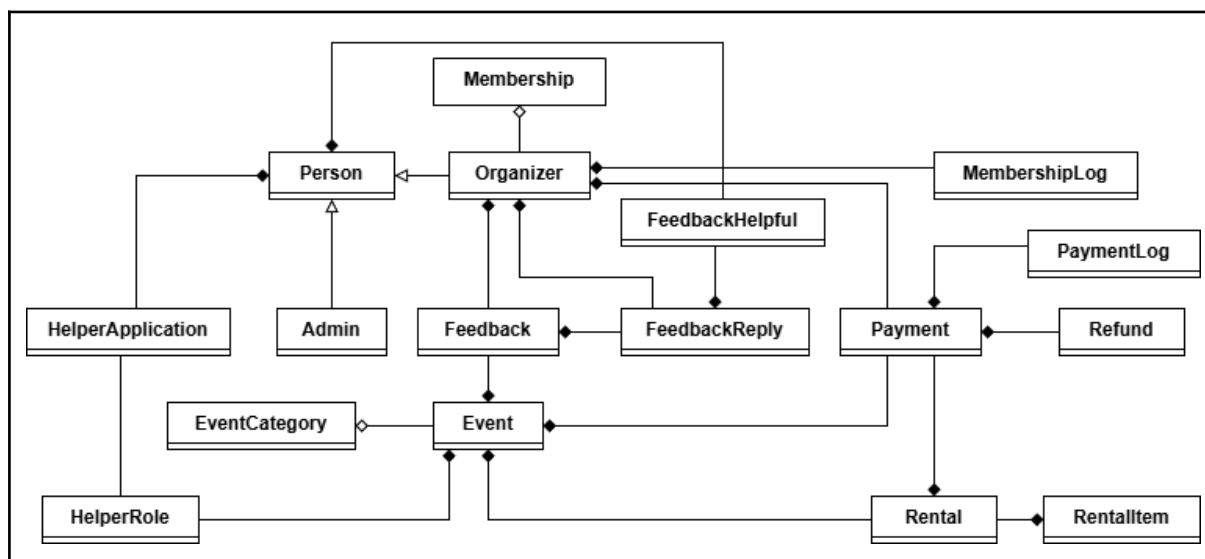 Membership
Person
Organizer
MembershipLog
FeedbackHelpful
PaymentLog
HelperApplication
Admin
Feedback
FeedbackReply
Payment
Refund
EventCategory
Event
HelperRole
Rental
RentalItem